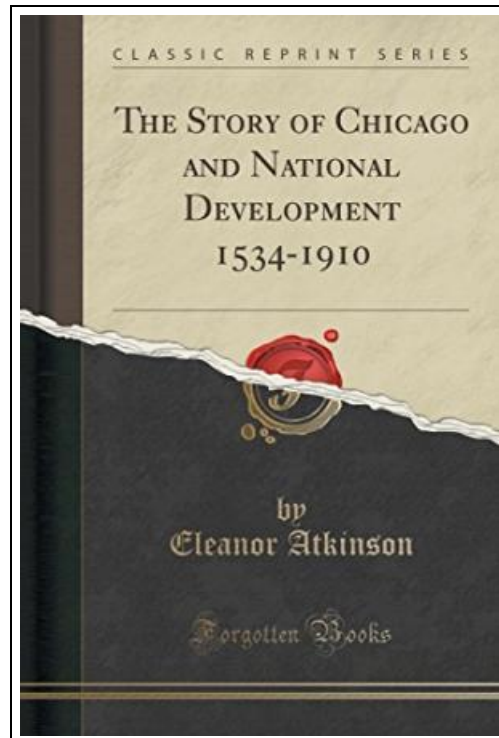 CLASSIC REPRINT SERIES
THE STORY OF CHICAGO
AND NATIONAL
DEVELOPMENT
1534-1910
by
Eleanor Atkinson
Forgotten Books